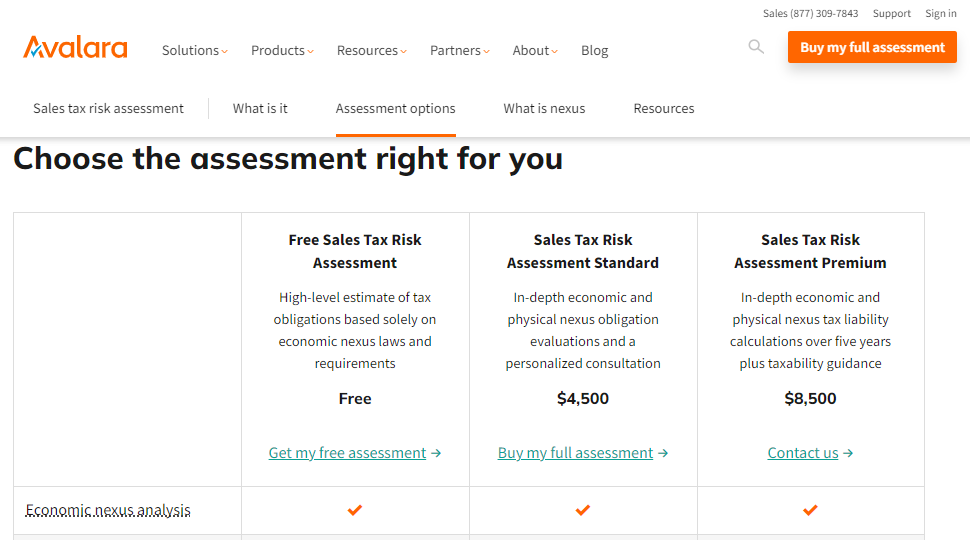 Sales (877) 309-7843 Support Sign in
Avalara Solutions Products Resources Partners About Blog Buy my full assessment
Sales tax risk assessment What is it Assessment options What is nexus Resources
Choose the assessment right for you
Free Sales Tax Risk
Assessment
High-level estimate of tax
obligations based solely on
economic nexus laws and
requirements
Free
Get my free assessment →
Sales Tax Risk
Assessment Standard
In-depth economic and
physical nexus obligation
evaluations and a
personalized consultation
$4,500
Buy my full assessment →
Sales Tax Risk
Assessment Premium
In-depth economic and
physical nexus tax liability
calculations over five years
plus taxability guidance
$8,500
Contact us →
Economic nexus analysis